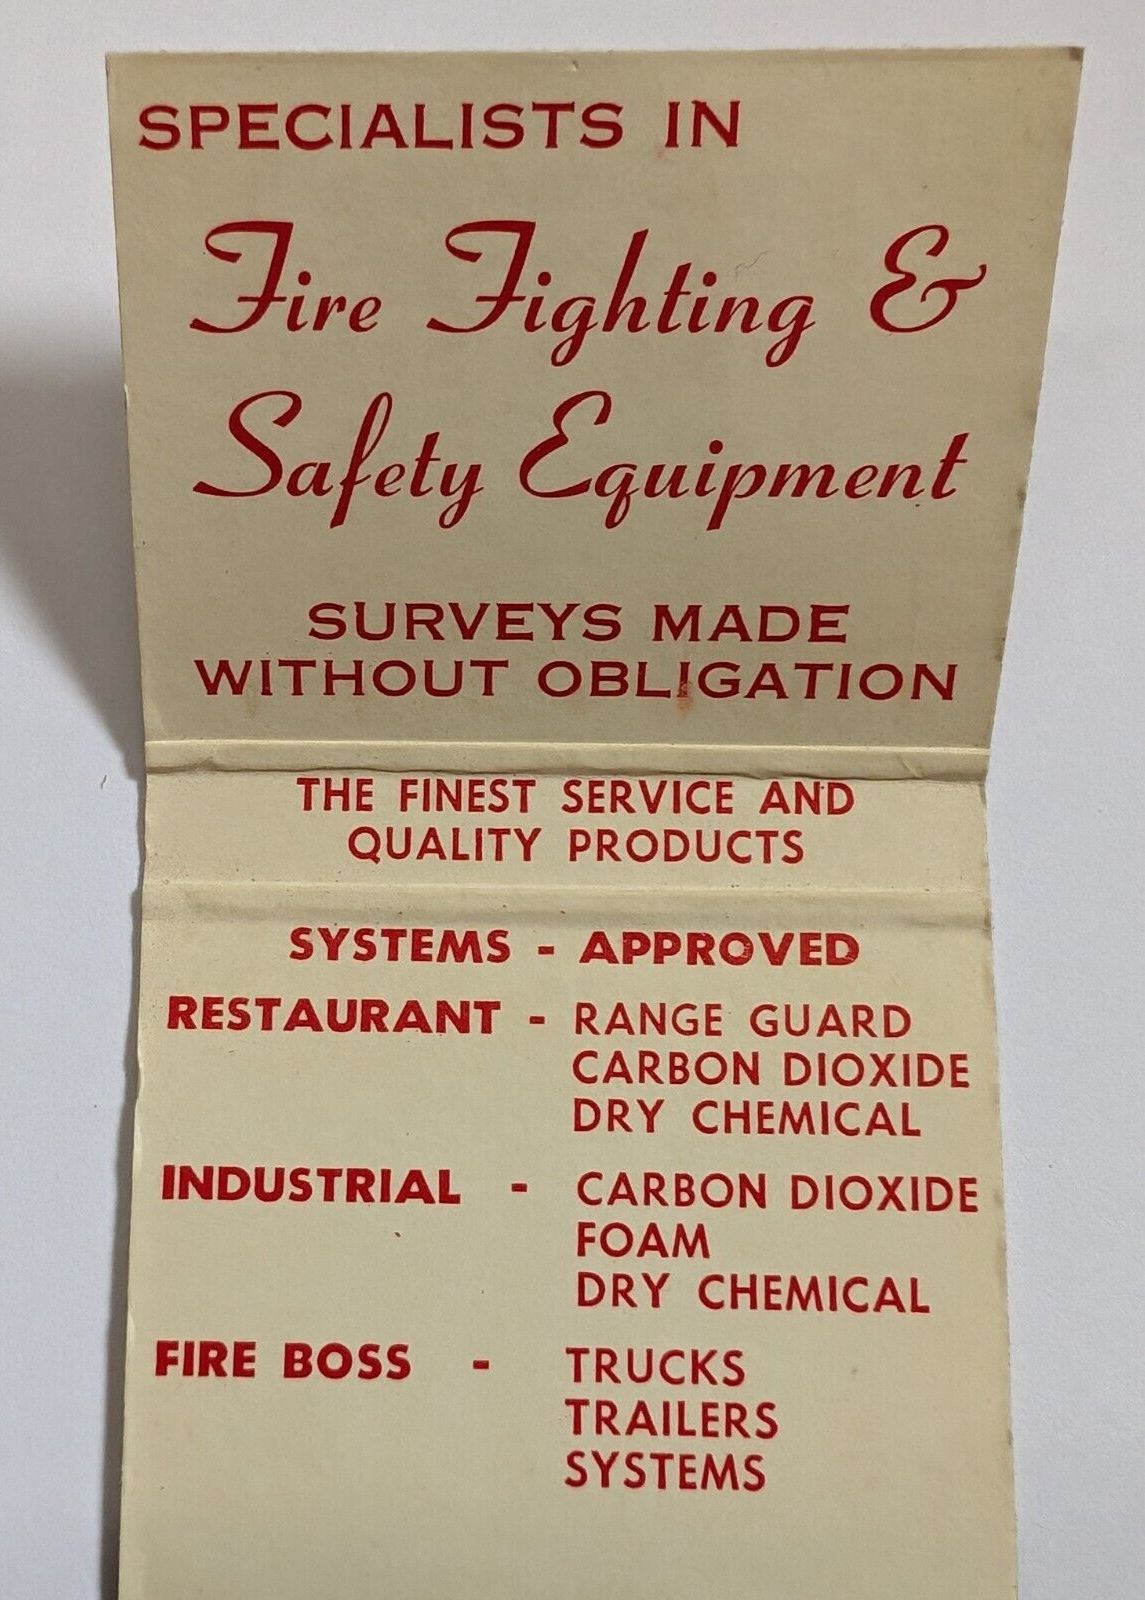 SPECIALISTS IN
Fire Fighting &
Safety Equipment
SURVEYS MADE
WITHOUT OBLIGATION
THE FINEST SERVICE AND
QUALITY PRODUCTS
SYSTEMS - APPROVED
RESTAURANT - RANGE GUARD
CARBON DIOXIDE
DRY CHEMICAL
INDUSTRIAL - CARBON DIOXIDE
FOAM
DRY CHEMICAL
FIRE BOSS - TRUCKS
TRAILERS
SYSTEMS